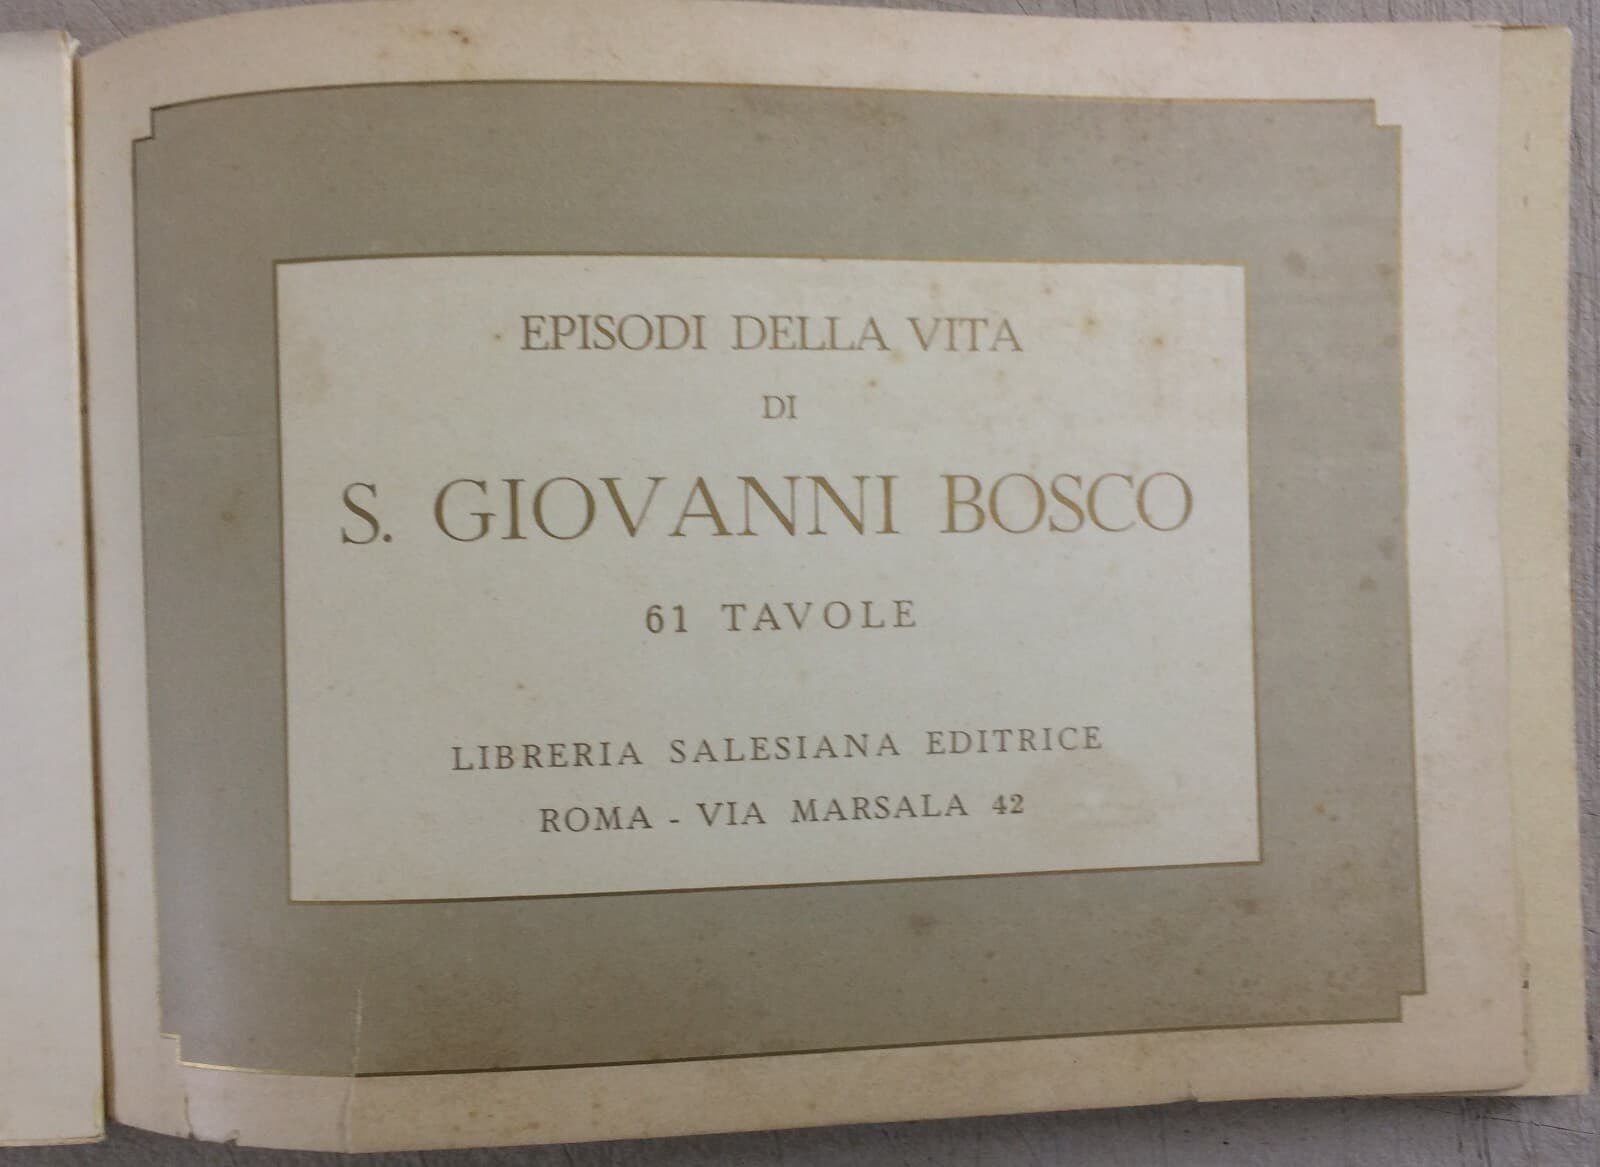 EPISODI DELLA VITA
DI
S. GIOVANNI BOSCO
61 TAVOLE
LIBRERIA SALESIANA EDITRICE
ROMA - VIA MARSALA 42